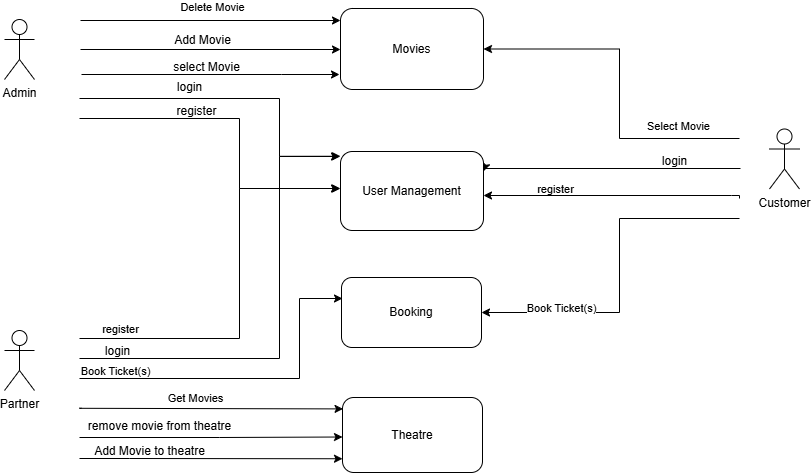 Delete Movie
Add Movie
Movies
select Movie
Admin
login
register
Select Movie
login
User Management
register
Customer
Book Ticket(s)
Booking
register
login
Book Ticket(s)
Get Movies
Partner
remove movie from theatre
Theatre
Add Movie to theatre